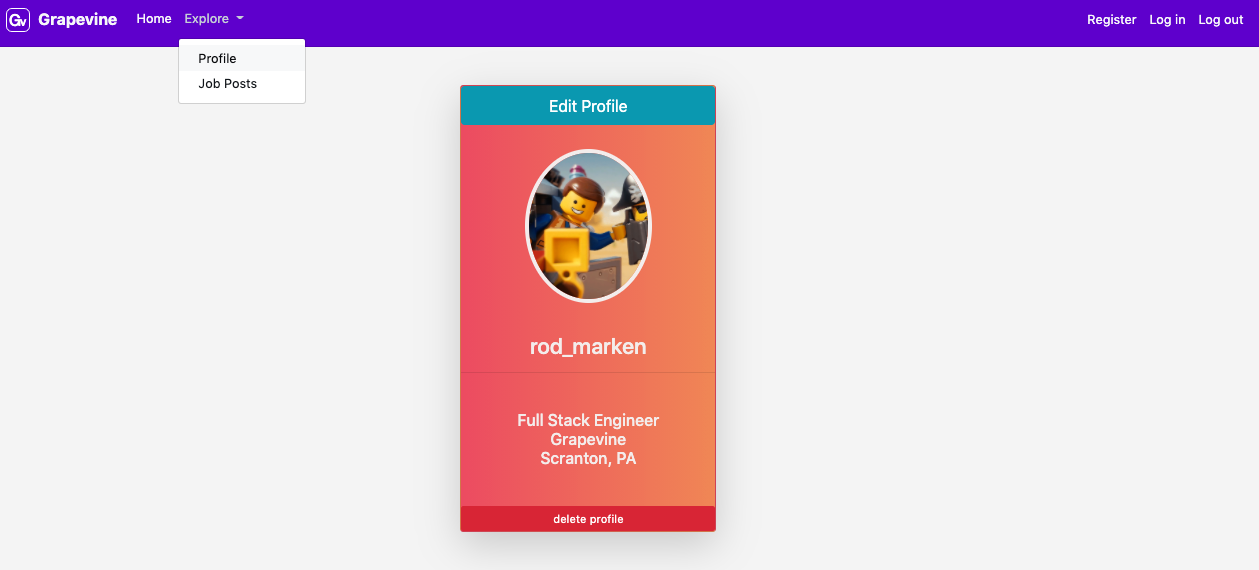 Gv Grapevine Home Explore Register Log in Log out
Profile
Job Posts
Edit Profile
rod_marken
Full Stack Engineer
Grapevine
Scranton, PA
delete profile